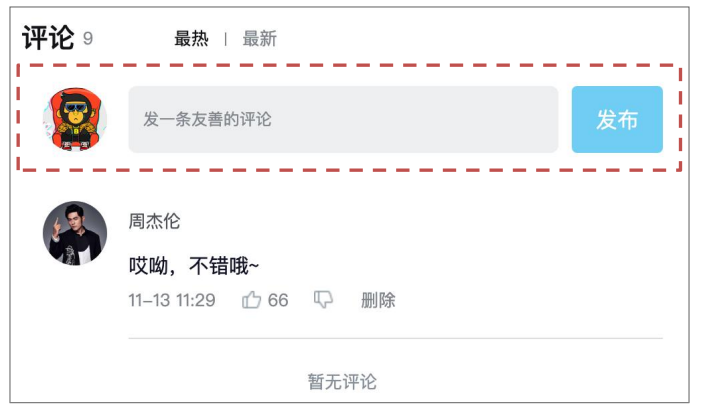 评论 9 最热 | 最新
发一条友善的评论 发布
周杰伦
哎呦，不错哦~
11-13 11:29 66 删除
暂无评论